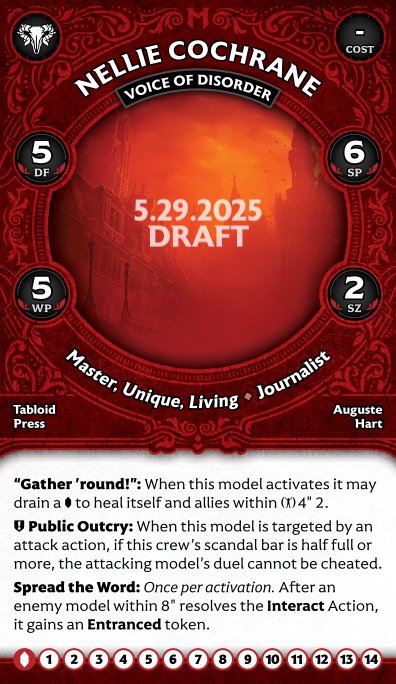 -
COST
NELLIE COCHRANE
VOICE OF DISORDER
5
DF
6
SP
5.29.2025
DRAFT
5
WP
2
SZ
Master, Unique, Living ◆ Journalist
Tabloid
Press
Auguste
Hart
“Gather 'round!”: When this model activates it may
drain a to heal itself and allies within 4" 2.
Public Outcry: When this model is targeted by an
attack action, if this crew's scandal bar is half full or
more, the attacking model's duel cannot be cheated.
Spread the Word: Once per activation. After an
enemy model within 8" resolves the Interact Action,
it gains an Entranced token.
1 2 3 4 5 6 7 8 9 10 11 12 13 14